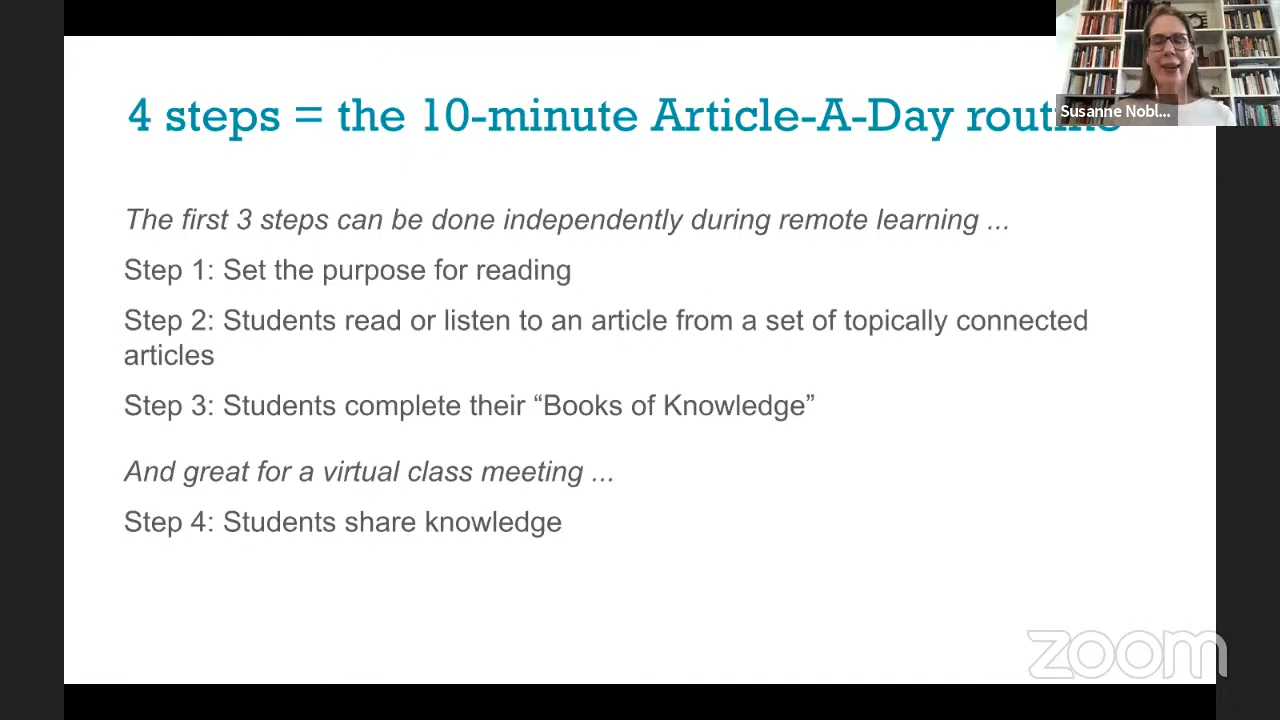 4 steps = the 10-minute Article-A-Day routine
Susanne Nobl...
The first 3 steps can be done independently during remote learning ...
Step 1: Set the purpose for reading
Step 2: Students read or listen to an article from a set of topically connected
articles
Step 3: Students complete their “Books of Knowledge”
And great for a virtual class meeting ...
Step 4: Students share knowledge
zoom